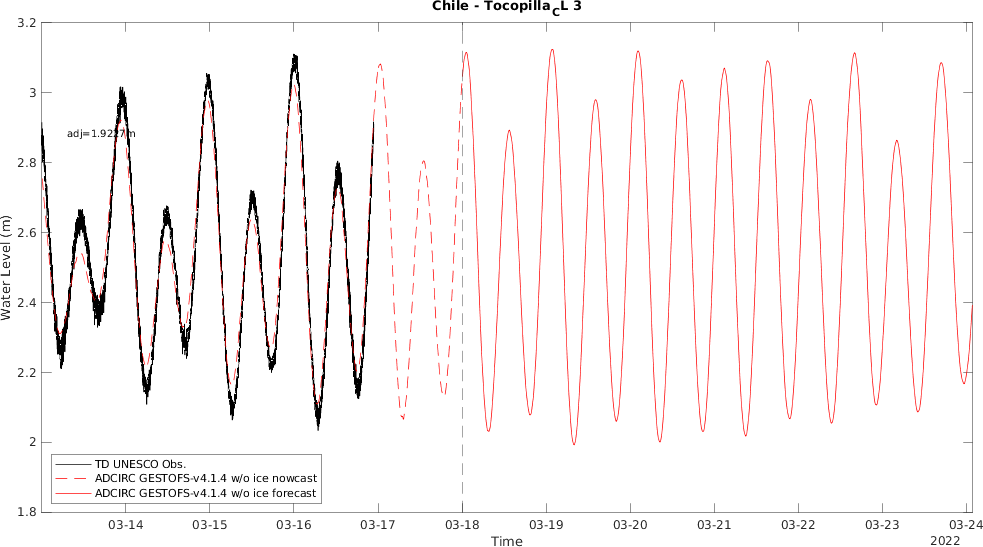 Chile - Tocopilla_CL 3
3.2
3
2.8
2.6
2.4
2.2
2
1.8
Water Level (m)
adj=1.9227m
TD UNESCO Obs.
ADCIRC GESTOFS-v4.1.4 w/o ice nowcast
ADCIRC GESTOFS-v4.1.4 w/o ice forecast
03-14 03-15 03-16 03-17 03-18 03-19 03-20 03-21 03-22 03-23 03-24
Time
2022